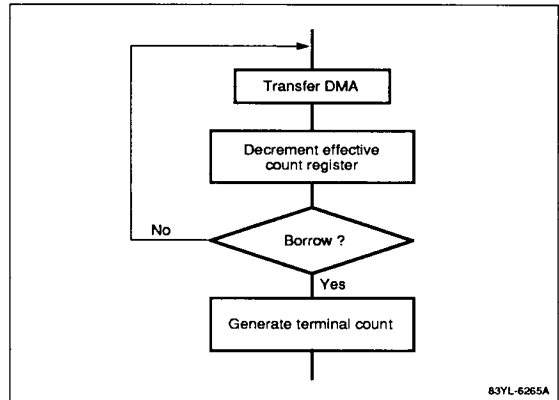 Transfer DMA
Decrement effective
count register
No
Borrow ?
Yes
Generate terminal count
83YL-6265A